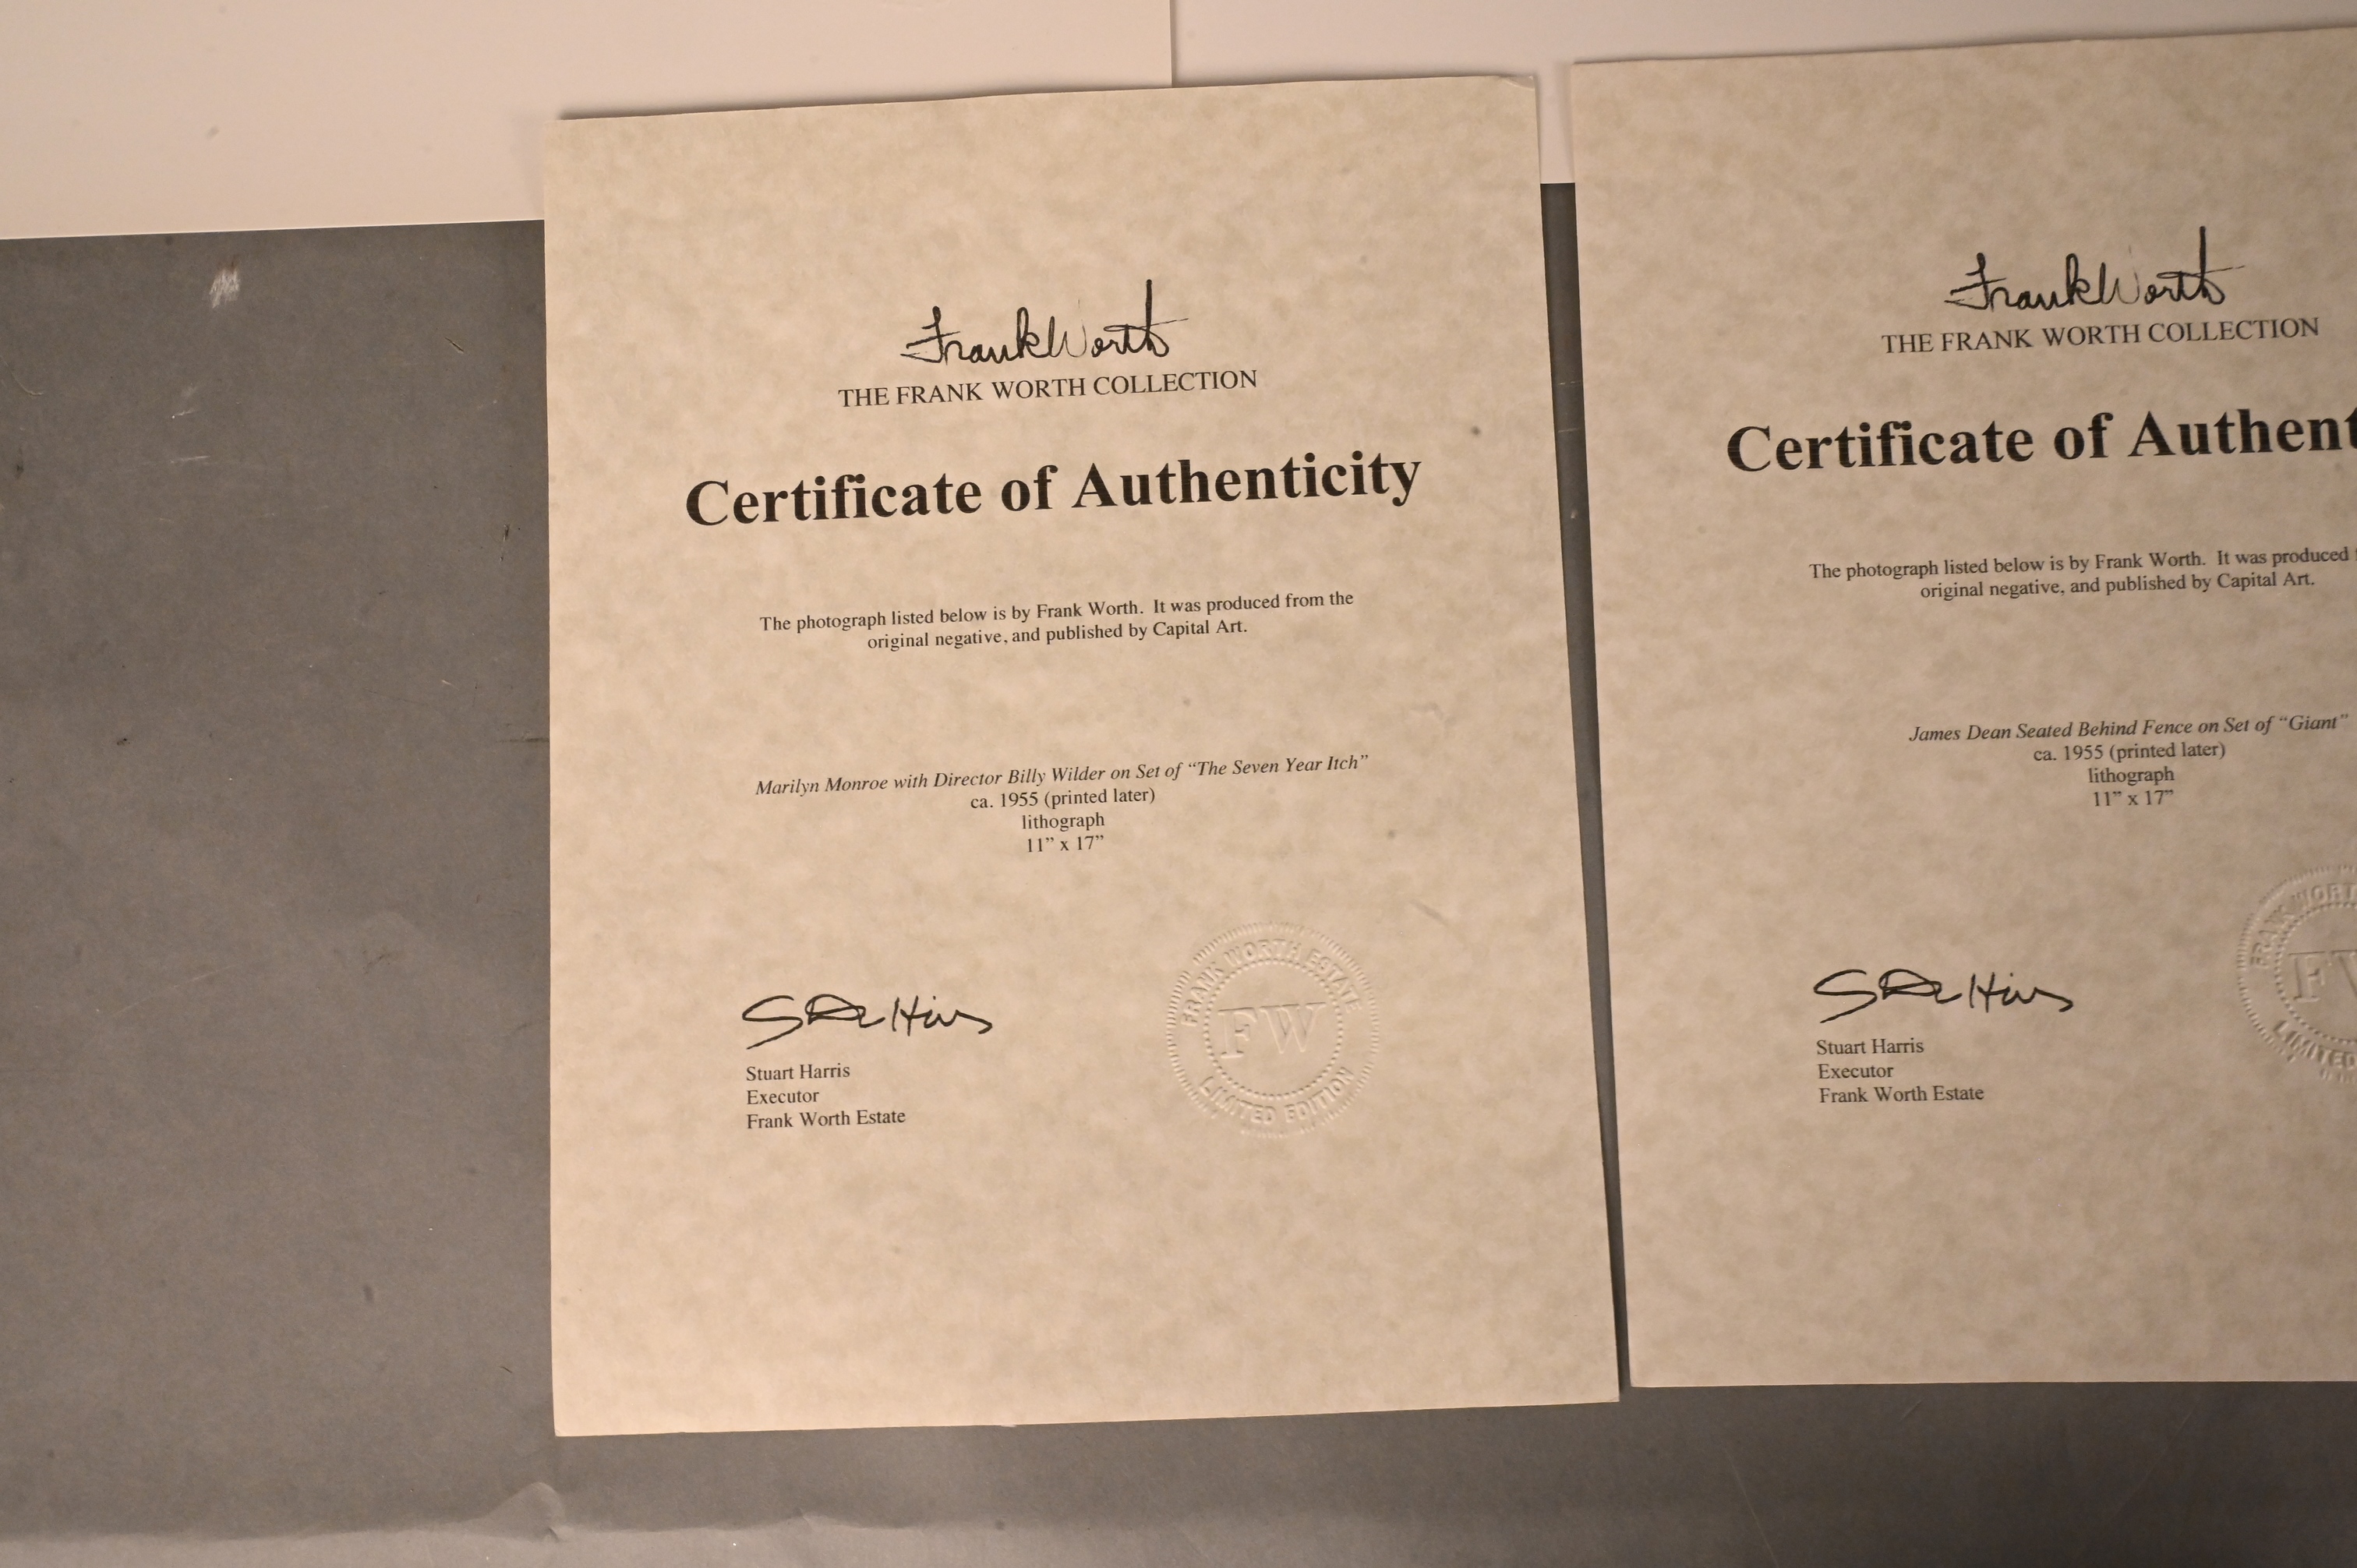 Frank Worth
THE FRANK WORTH COLLECTION
Certificate of Authenticity
The photograph listed below is by Frank Worth. It was produced from the
original negative, and published by Capital Art.
Marilyn Monroe with Director Billy Wilder on Set of “The Seven Year Itch”
ca. 1955 (printed later)
lithograph
11” x 17”
Stuart Harris
Executor
Frank Worth Estate
FRANK WORTH ESTATE
FW
LIMITED EDITION
Frank Worth
THE FRANK WORTH COLLECTION
Certificate of Authent
The photograph listed below is by Frank Worth. It was produced
original negative, and published by Capital Art.
James Dean Seated Behind Fence on Set of “Giant”
ca. 1955 (printed later)
lithograph
11” x 17”
Stuart Harris
Executor
Frank Worth Estate
FRANK WORT
FW
LIMITED